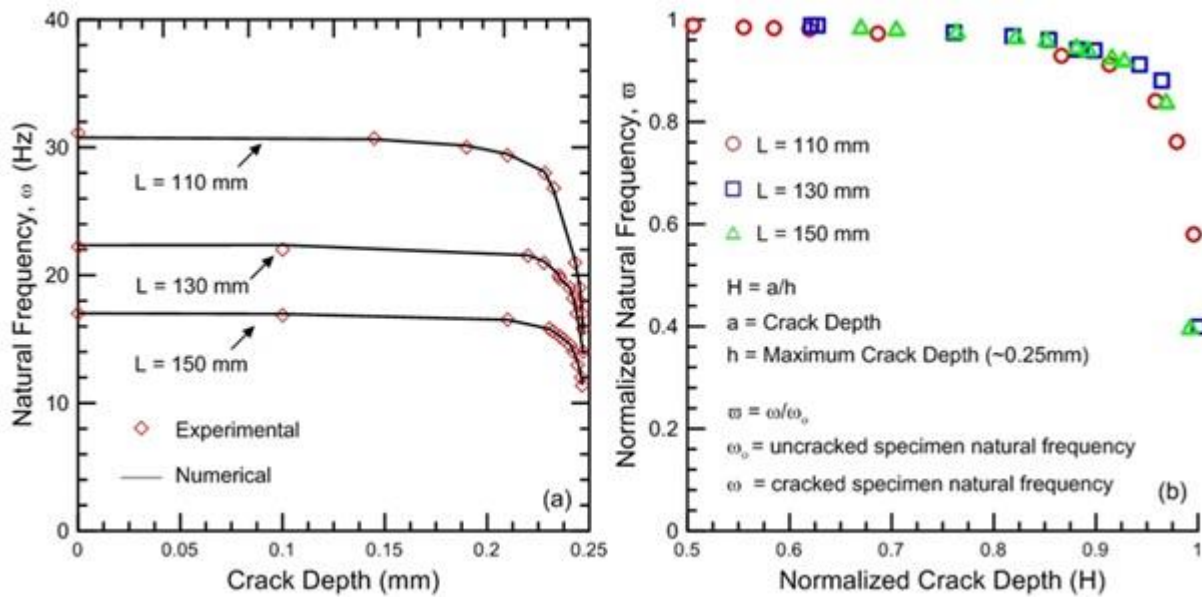 40
30
20
10
0
Natural Frequency, ω (Hz)
L = 110 mm
L = 130 mm
L = 150 mm
Experimental
Numerical
(a)
0 0.05 0.1 0.15 0.2 0.25
Crack Depth (mm)
1
0.8
0.6
0.4
0.2
0
Normalized Natural Frequency, ϖ
L = 110 mm
L = 130 mm
L = 150 mm
H = a/h
a = Crack Depth
h = Maximum Crack Depth (~0.25mm)
ϖ = ω/ωₒ
ωₒ = uncracked specimen natural frequency
ω = cracked specimen natural frequency
(b)
0.5 0.6 0.7 0.8 0.9 1
Normalized Crack Depth (H)